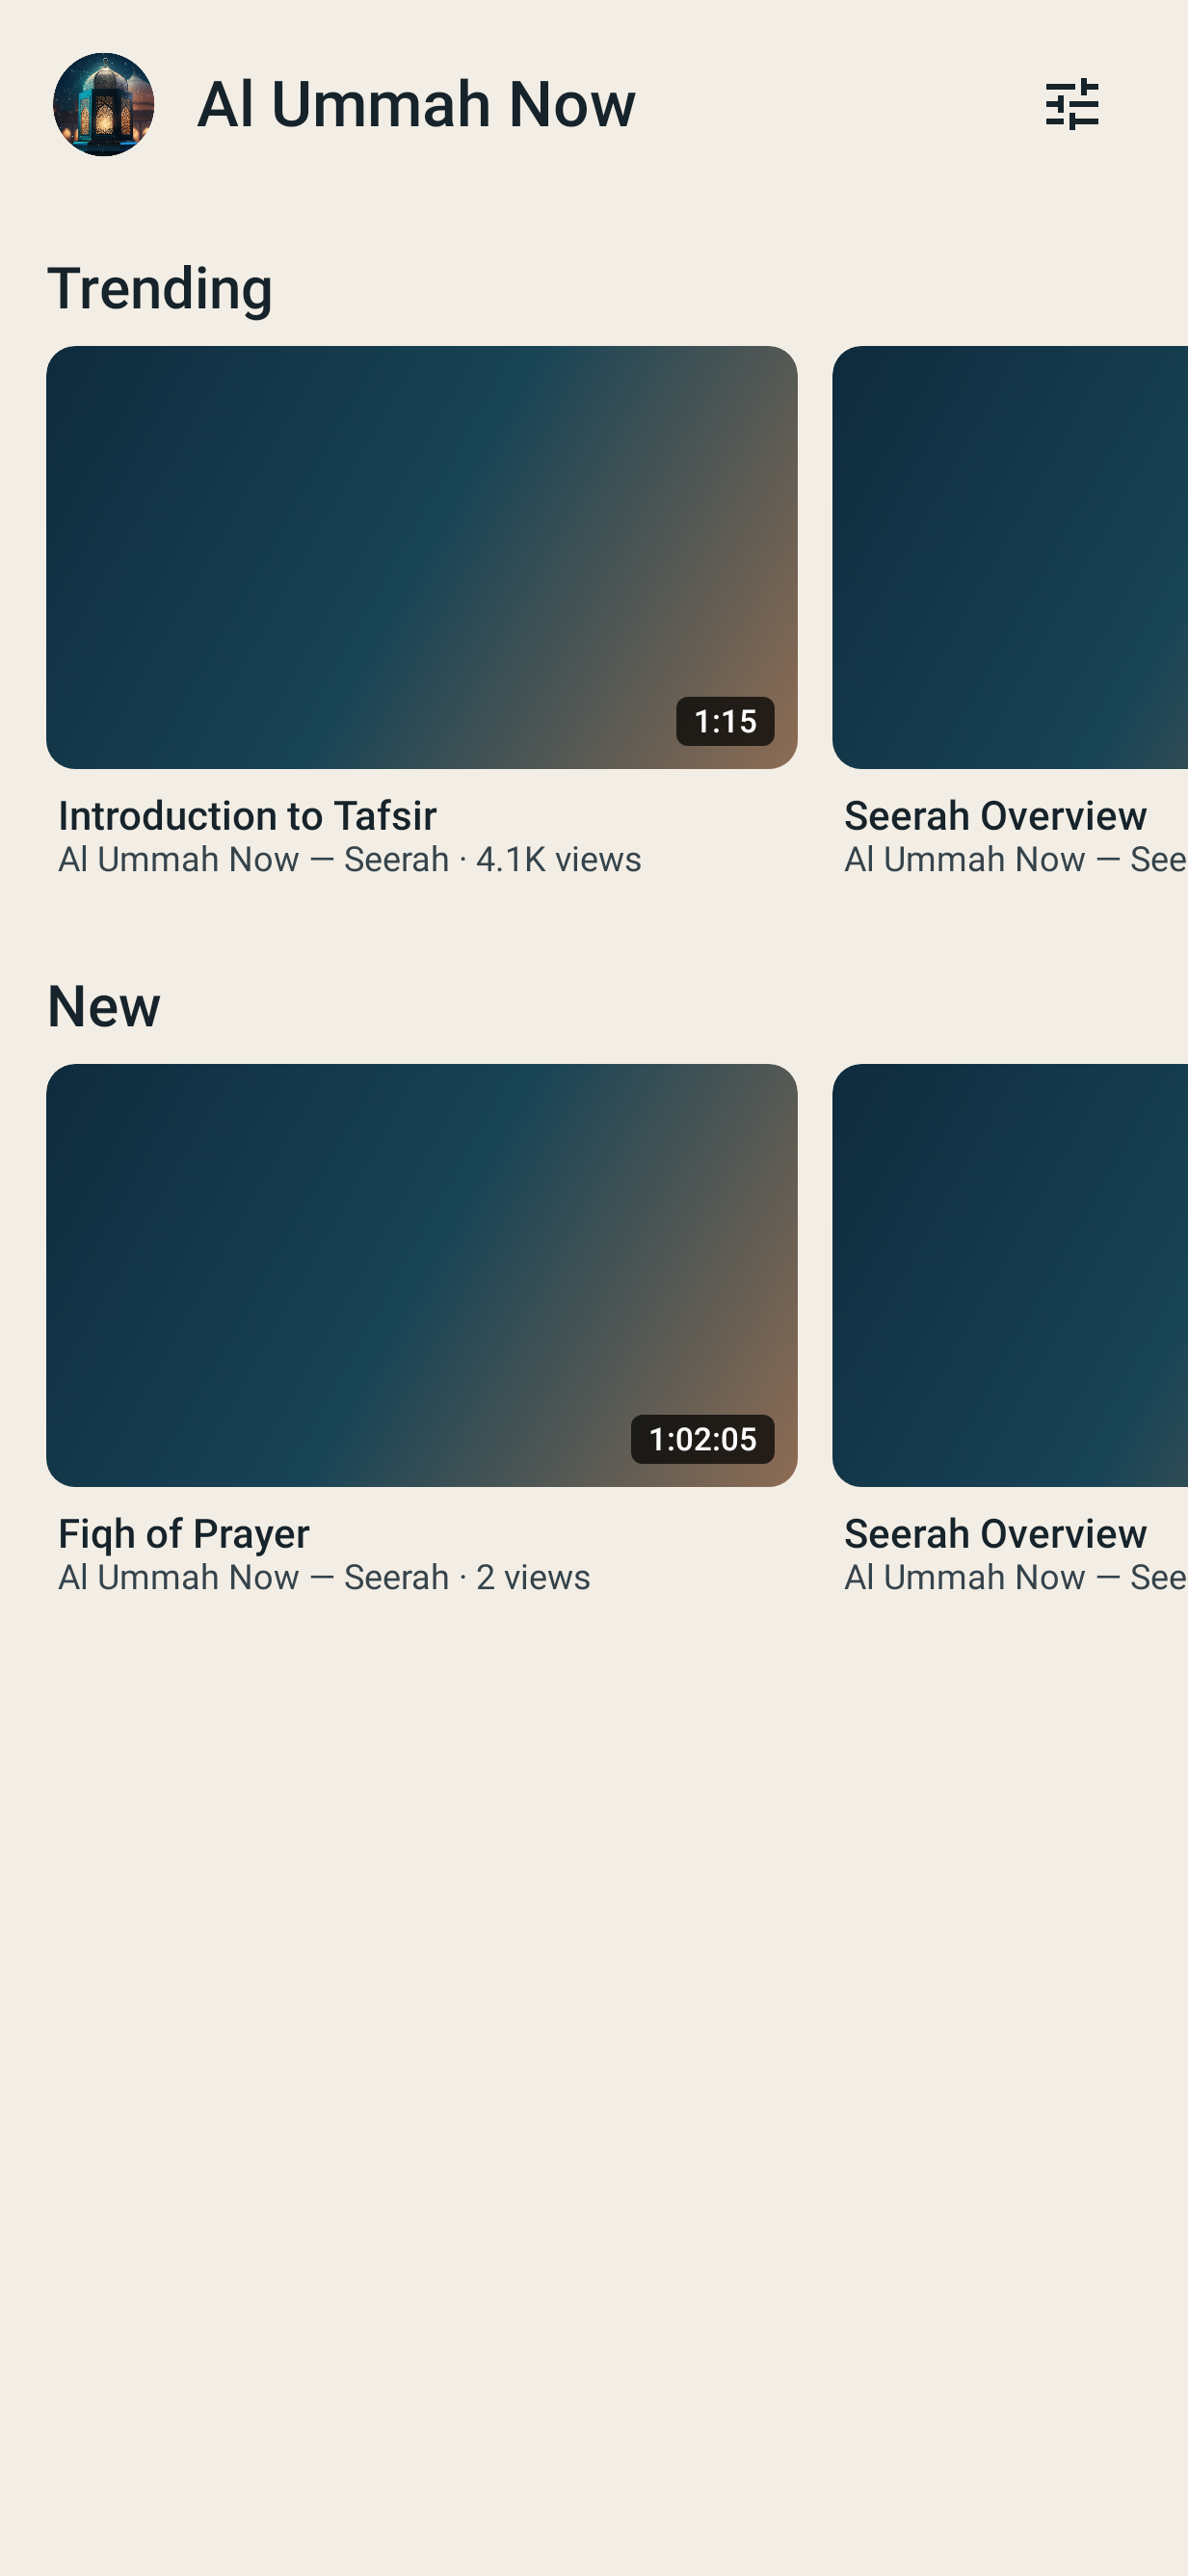 Al Ummah Now
Trending
1:15
Introduction to Tafsir
Al Ummah Now — Seerah · 4.1K views
Seerah Overview
Al Ummah Now — See
New
1:02:05
Fiqh of Prayer
Al Ummah Now — Seerah · 2 views
Seerah Overview
Al Ummah Now — See